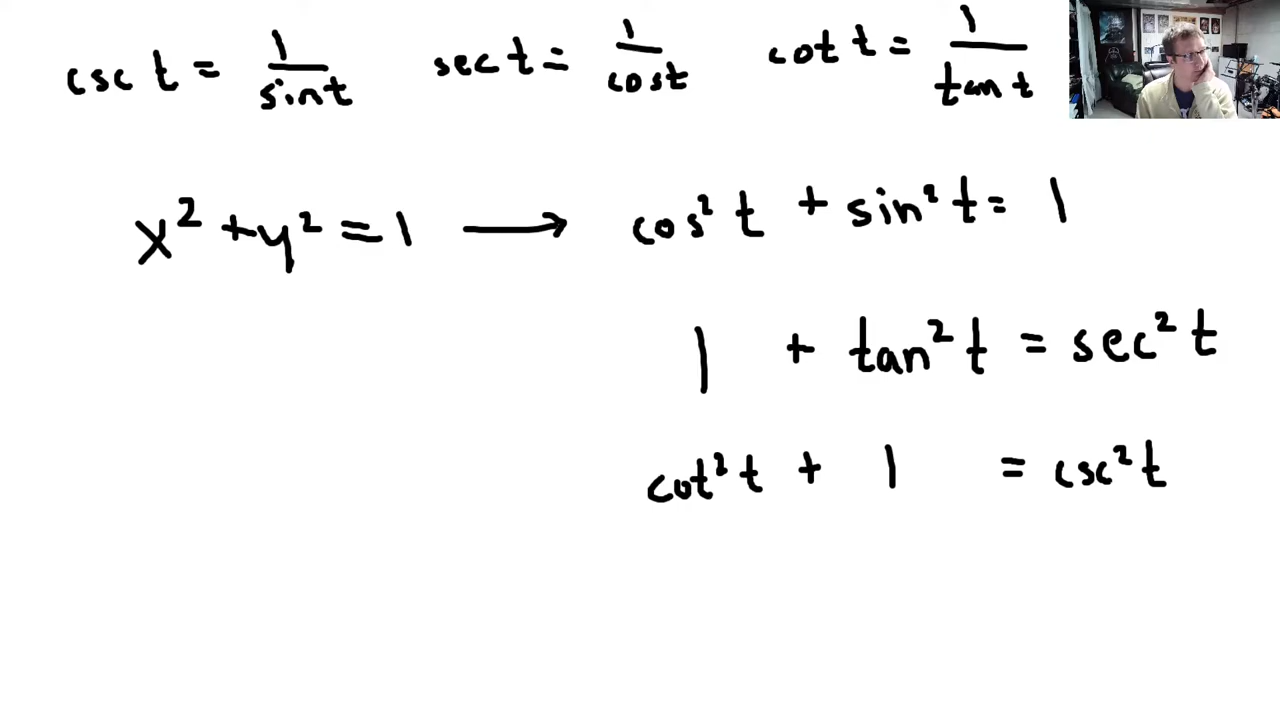 csc t = 1/sin t   sec t = 1/cos t   cot t = 1/tan t
x² + y² = 1 → cos² t + sin² t = 1
1 + tan² t = sec² t
cot² t + 1 = csc² t